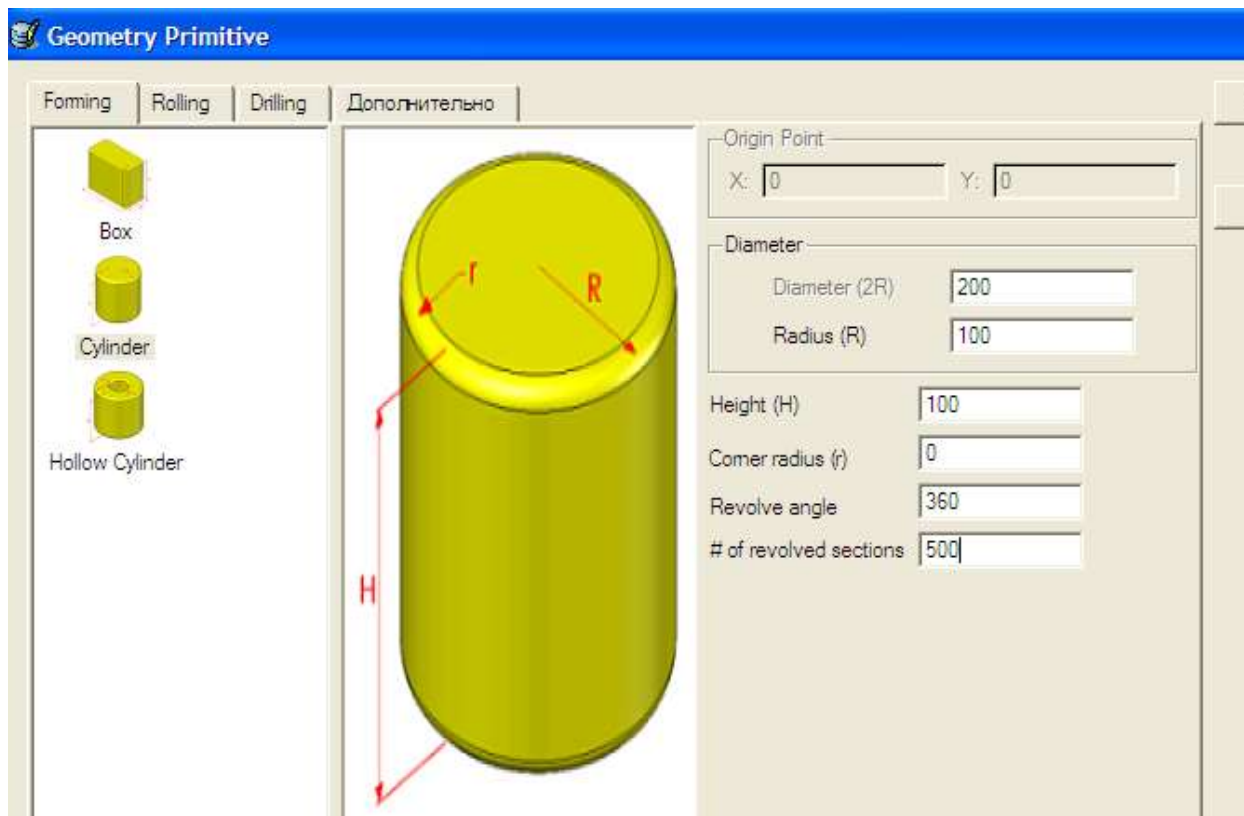 Geometry Primitive
Forming Rolling Drilling Дополнительно
Box
Cylinder
Hollow Cylinder
r
R
H
Origin Point
X: 0 Y: 0
Diameter
Diameter (2R) 200
Radius (R) 100
Height (H) 100
Corner radius (r) 0
Revolve angle 360
# of revolved sections 500